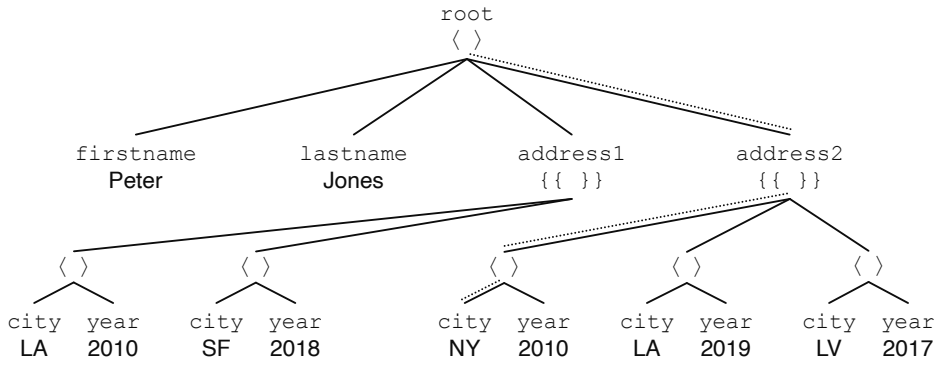 root
⟨ ⟩
firstname lastname address1 address2
Peter Jones {{ }} {{ }}
⟨ ⟩ ⟨ ⟩ ⟨ ⟩ ⟨ ⟩ ⟨ ⟩
city year city year city year city year city year
LA 2010 SF 2018 NY 2010 LA 2019 LV 2017